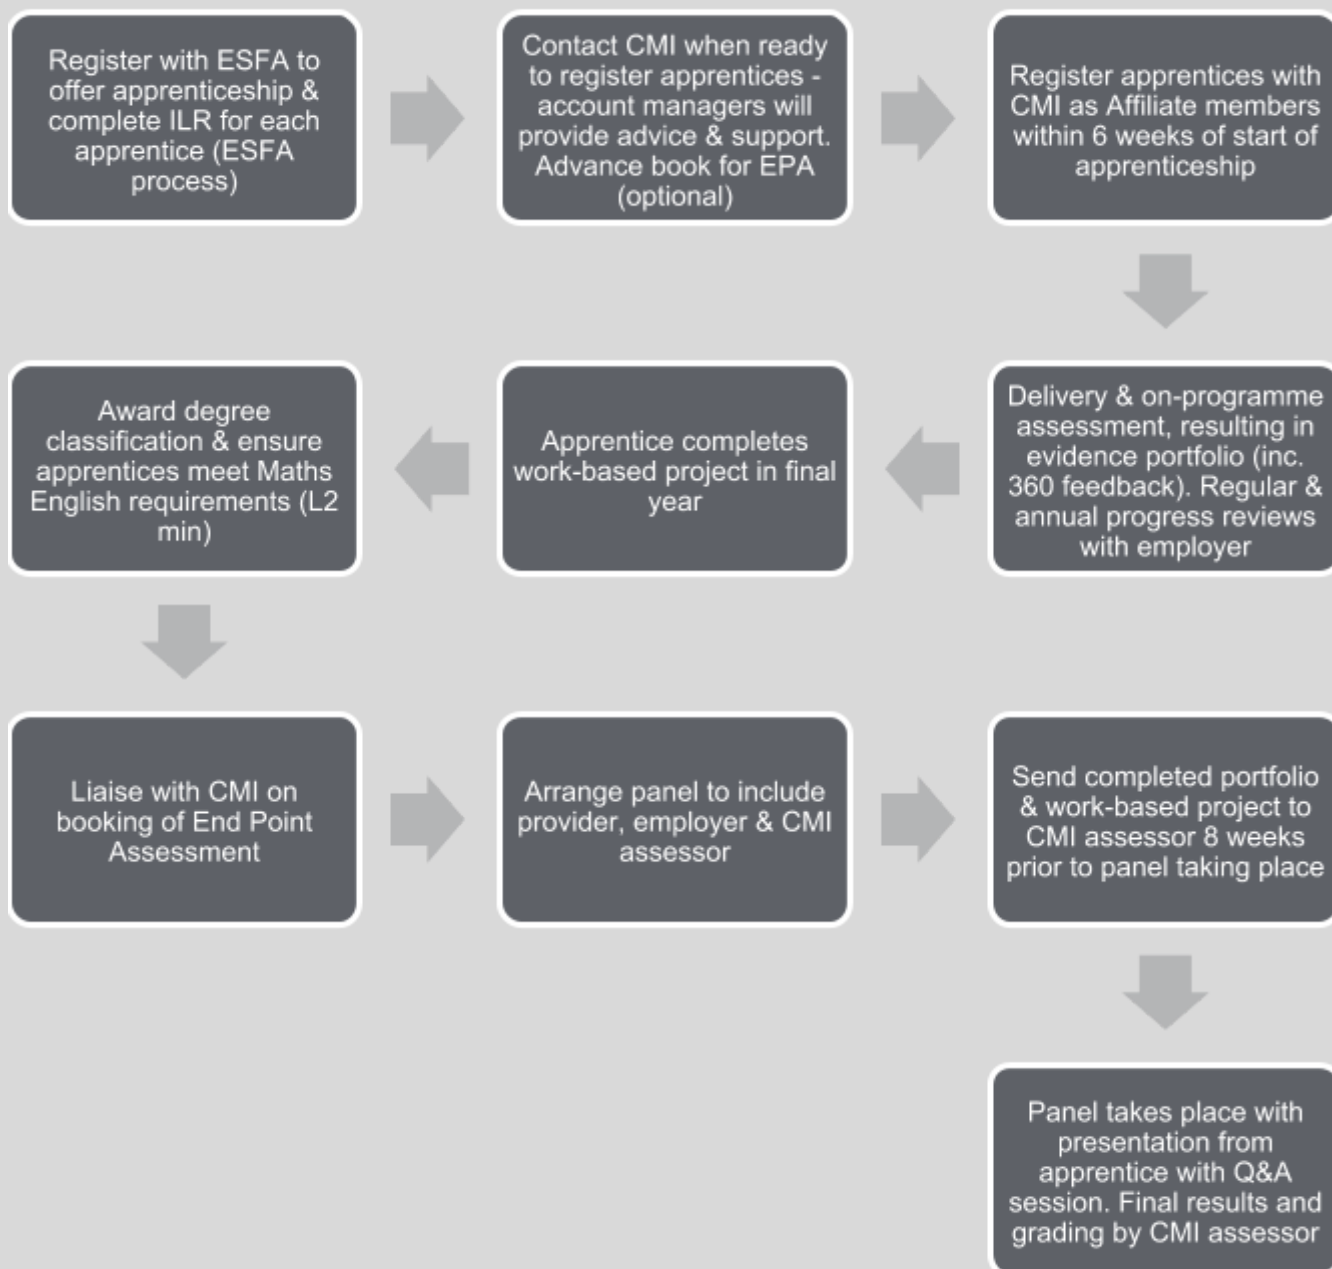 Register with ESFA to
offer apprenticeship &
complete ILR for each
apprentice (ESFA
process)
Contact CMI when ready
to register apprentices -
account managers will
provide advice & support.
Advance book for EPA
(optional)
Register apprentices with
CMI as Affiliate members
within 6 weeks of start of
apprenticeship
Delivery & on-programme
assessment, resulting in
evidence portfolio (inc.
360 feedback). Regular &
annual progress reviews
with employer
Apprentice completes
work-based project in final
year
Award degree
classification & ensure
apprentices meet Maths
English requirements (L2
min)
Liaise with CMI on
booking of End Point
Assessment
Arrange panel to include
provider, employer & CMI
assessor
Send completed portfolio
& work-based project to
CMI assessor 8 weeks
prior to panel taking place
Panel takes place with
presentation from
apprentice with Q&A
session. Final results and
grading by CMI assessor